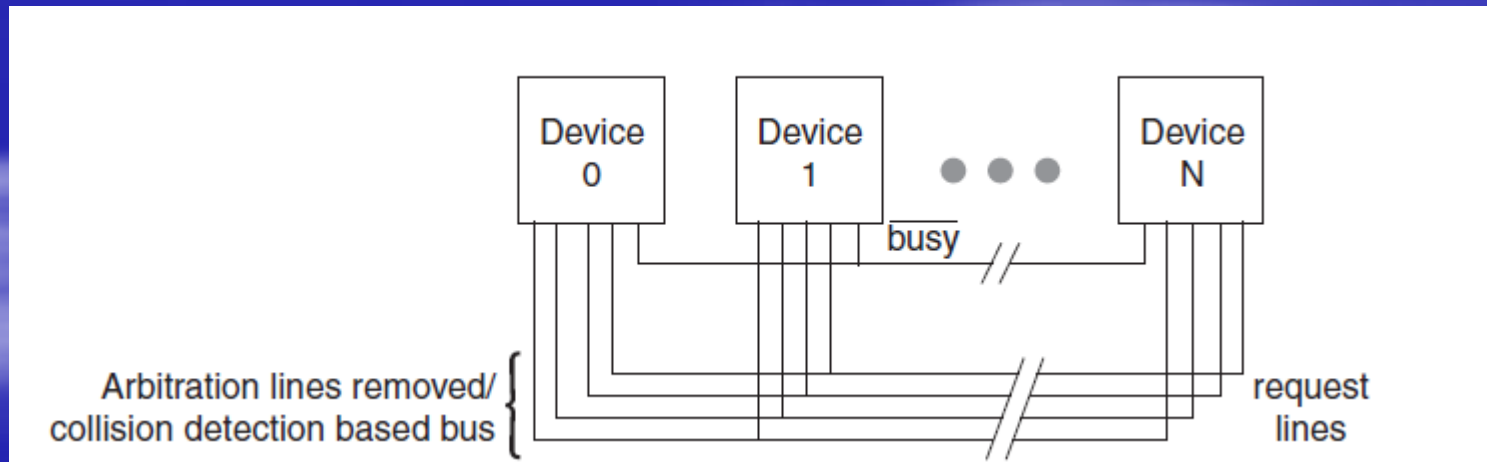 Device
0
Device
1
Device
N
busy
Arbitration lines removed/
collision detection based bus
request
lines